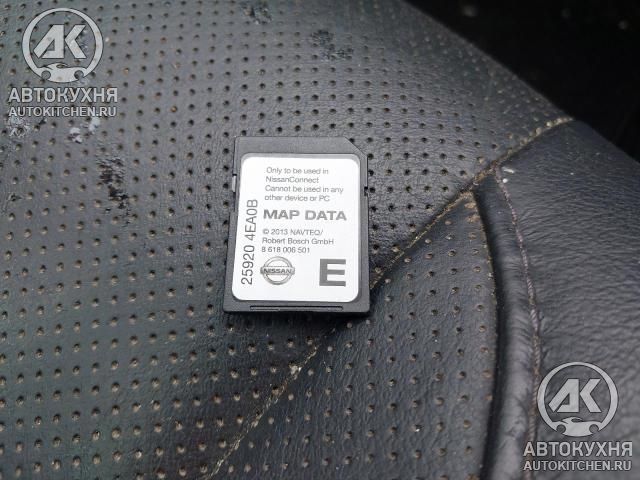 АК
АВТОКУХНЯ
AUTOKITCHEN.RU
Only to be used in
NissanConnect
Cannot be used in any
other device or PC
MAP DATA
© 2013 NAVTEQ/
Robert Bosch GmbH
8 618 006 501
NISSAN
E
25920 4EA0B
АК
АВТОКУХНЯ
AUTOKITCHEN.RU